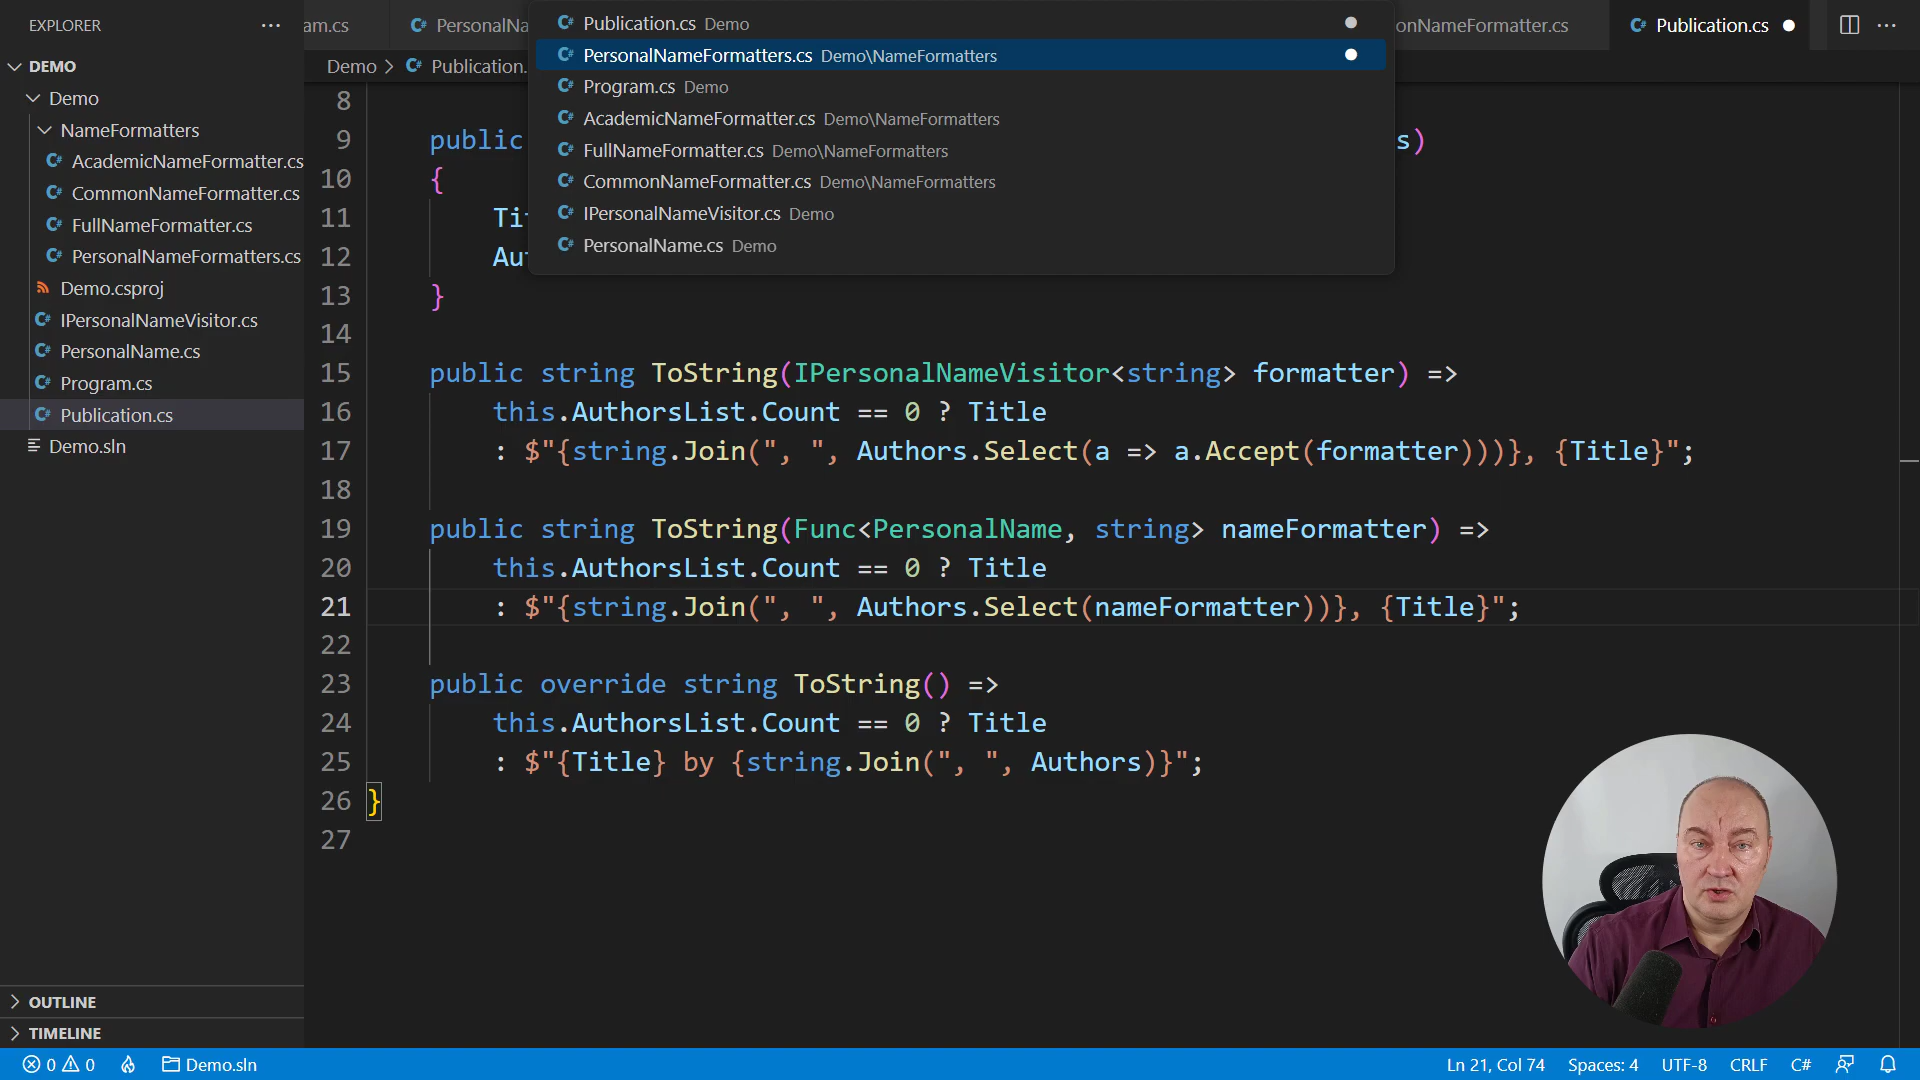 EXPLORER
DEMO
Demo
NameFormatters
AcademicNameFormatter.cs
CommonNameFormatter.cs
FullNameFormatter.cs
PersonalNameFormatters.cs
Demo.csproj
IPersonalNameVisitor.cs
PersonalName.cs
Program.cs
Publication.cs
Demo.sln
OUTLINE
TIMELINE
am.cs
C# PersonalNa
onNameFormatter.cs
C# Publication.cs
Demo > C# Publication.
C# Publication.cs Demo
C# PersonalNameFormatters.cs Demo\NameFormatters
C# Program.cs Demo
C# AcademicNameFormatter.cs Demo\NameFormatters
C# FullNameFormatter.cs Demo\NameFormatters
C# CommonNameFormatter.cs Demo\NameFormatters
C# IPersonalNameVisitor.cs Demo
C# PersonalName.cs Demo
8
9 public s)
10 {
11 Tit
12 Aut
13 }
14
15 public string ToString(IPersonalNameVisitor<string> formatter) =>
16 this.AuthorsList.Count == 0 ? Title
17 : $"{string.Join(", ", Authors.Select(a => a.Accept(formatter)))}, {Title}";
18
19 public string ToString(Func<PersonalName, string> nameFormatter) =>
20 this.AuthorsList.Count == 0 ? Title
21 : $"{string.Join(", ", Authors.Select(nameFormatter))}, {Title}";
22
23 public override string ToString() =>
24 this.AuthorsList.Count == 0 ? Title
25 : $"{Title} by {string.Join(", ", Authors)}";
26 }
27
0 0 Demo.sln
Ln 21, Col 74 Spaces: 4 UTF-8 CRLF C#